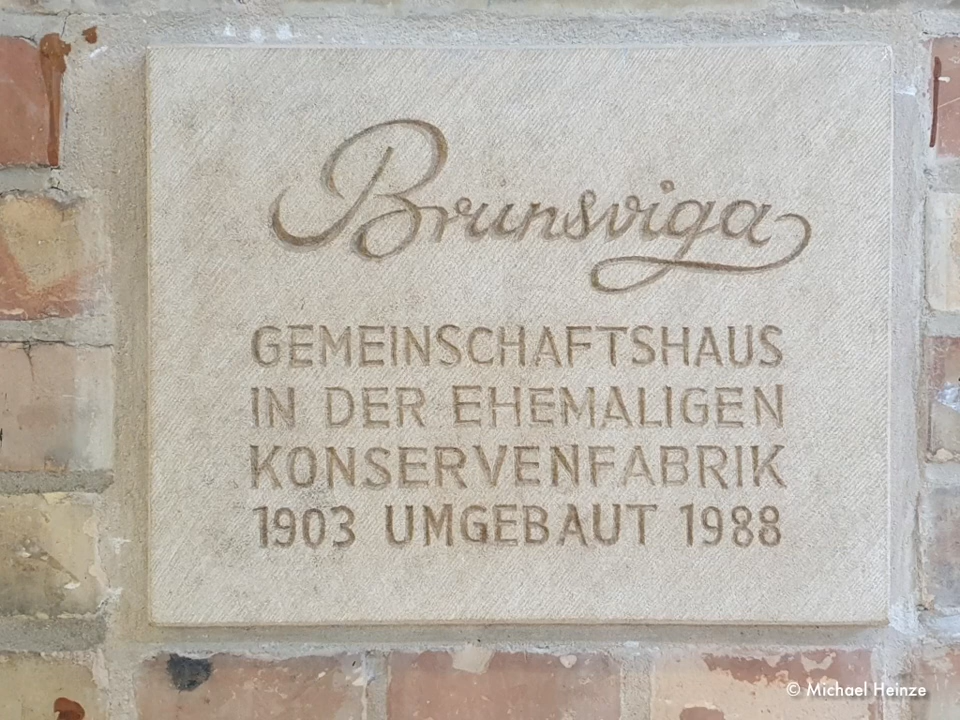 Brunsviga
GEMEINSCHAFTSHAUS
IN DER EHEMALIGEN
KONSERVENFABRIK
1903 UMGEBAUT 1988
© Michael Heinze